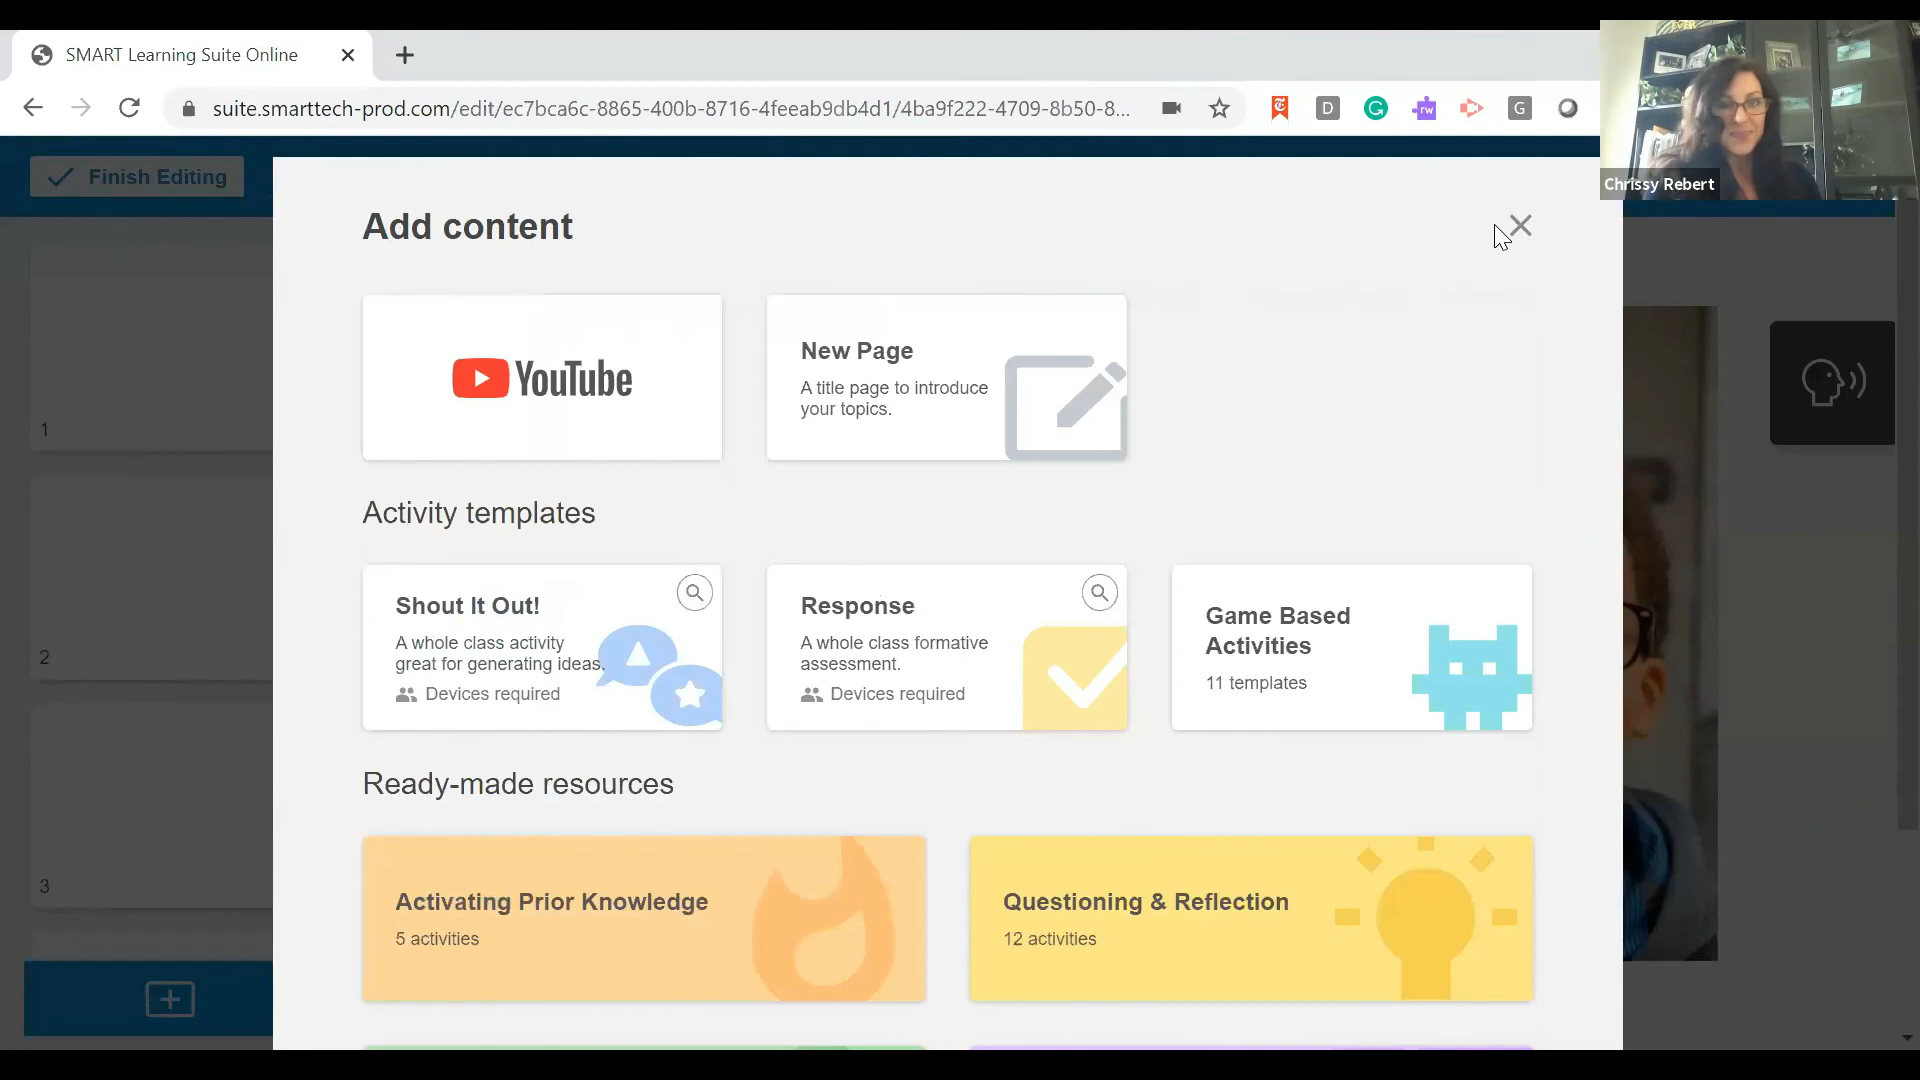 SMART Learning Suite Online
suite.smarttech-prod.com/edit/ec7bca6c-8865-400b-8716-4feeab9db4d1/4ba9f222-4709-8b50-8...
D
G
rw
G
Chrissy Rebert
Finish Editing
Add content
YouTube
New Page
A title page to introduce
your topics.
1
Activity templates
Shout It Out!
A whole class activity
great for generating ideas.
Devices required
Response
A whole class formative
assessment.
Devices required
Game Based
Activities
11 templates
2
Ready-made resources
3
Activating Prior Knowledge
5 activities
Questioning & Reflection
12 activities